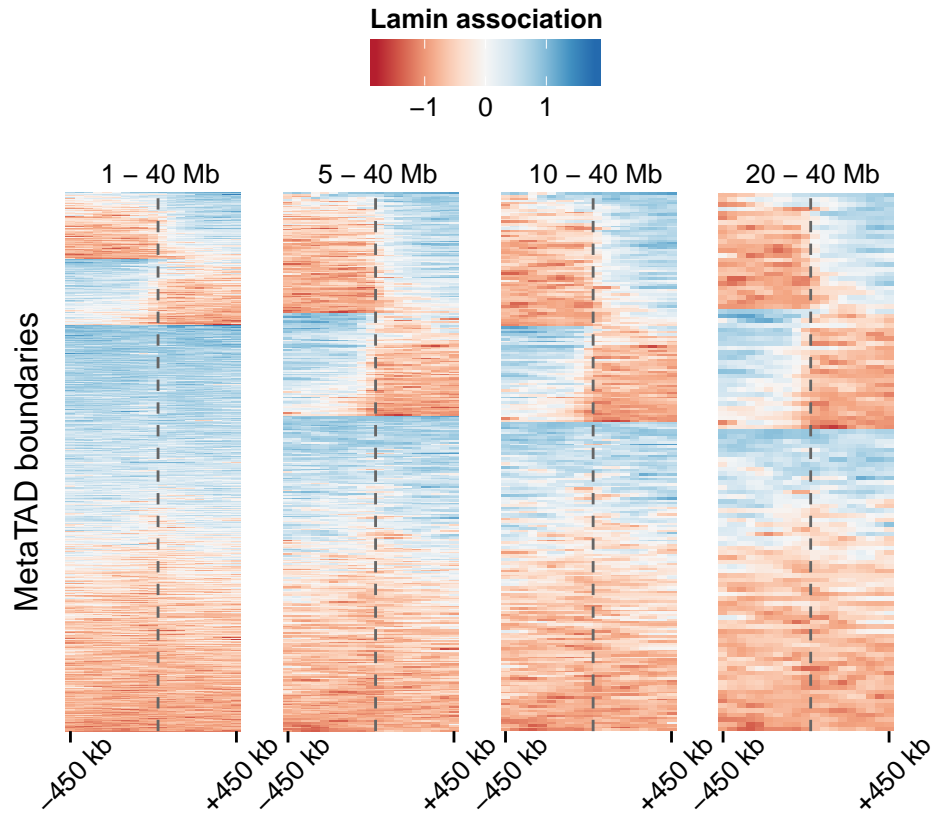 Lamin association
−1 0 1
1 − 40 Mb 5 − 40 Mb 10 − 40 Mb 20 − 40 Mb
MetaTAD boundaries
−450 kb +450 kb −450 kb +450 kb −450 kb +450 kb −450 kb +450 kb